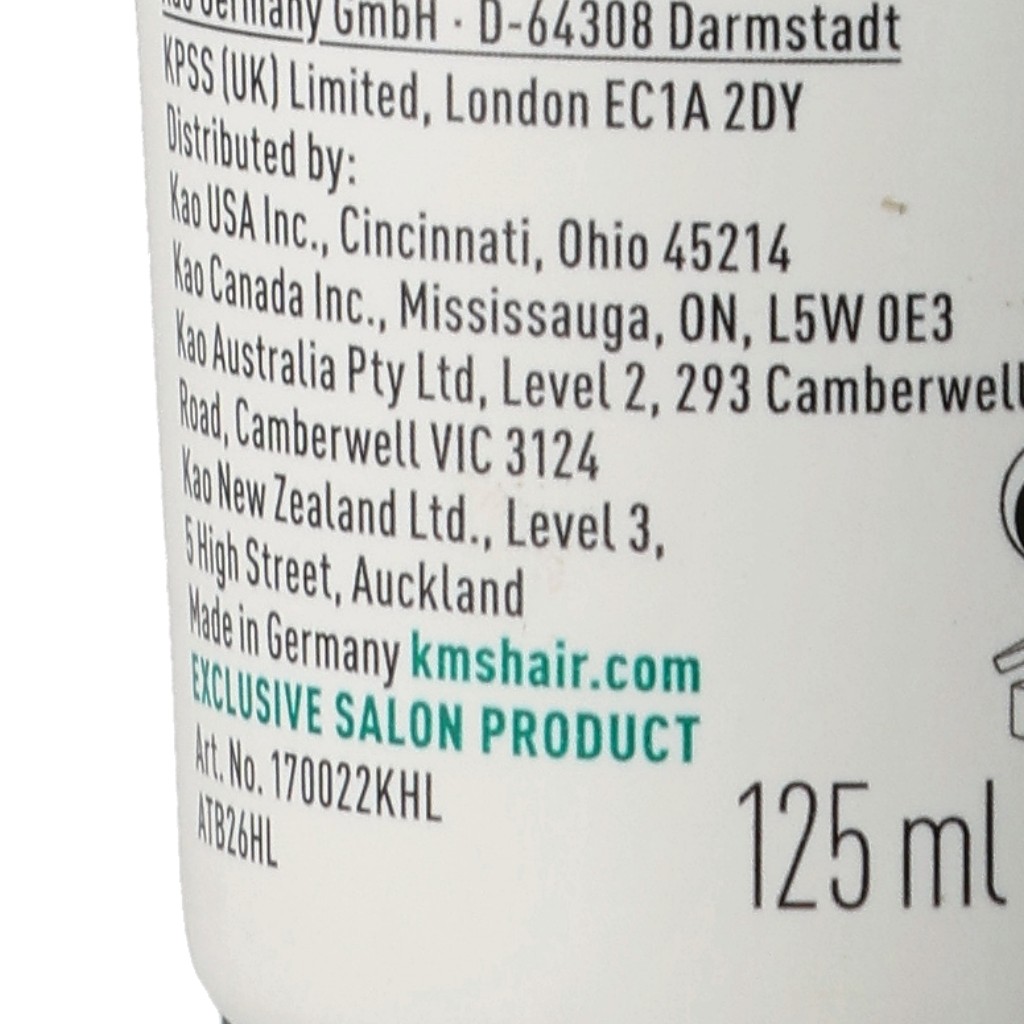 Kao Germany GmbH · D-64308 Darmstadt
KPSS (UK) Limited, London EC1A 2DY
Distributed by:
Kao USA Inc., Cincinnati, Ohio 45214
Kao Canada Inc., Mississauga, ON, L5W 0E3
Kao Australia Pty Ltd, Level 2, 293 Camberwell
Road, Camberwell VIC 3124
Kao New Zealand Ltd., Level 3,
5 High Street, Auckland
Made in Germany kmshair.com
EXCLUSIVE SALON PRODUCT
Art. No. 170022KHL
ATB26HL
125 ml